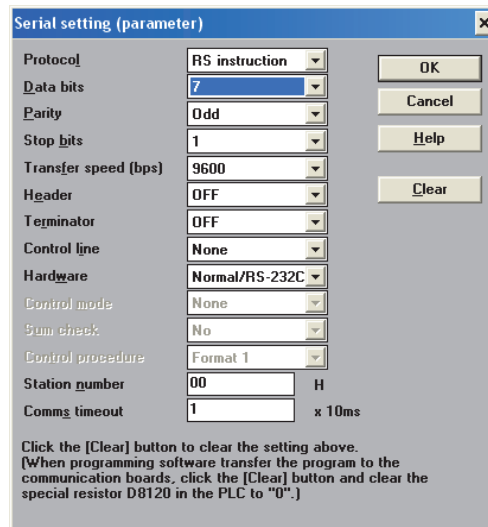 Serial setting (parameter)
Protocol RS instruction OK
Data bits 7
Cancel
Parity Odd
Stop bits 1 Help
Transfer speed (bps) 9600
Header OFF Clear
Terminator OFF
Control line None
Hardware Normal/RS-232C
Control mode None
Sum check No
Control procedure Format 1
Station number 00 H
Comms timeout 1 x 10ms
Click the [Clear] button to clear the setting above.
(When programming software transfer the program to the
communication boards, click the [Clear] button and clear the
special resistor D8120 in the PLC to "0".)